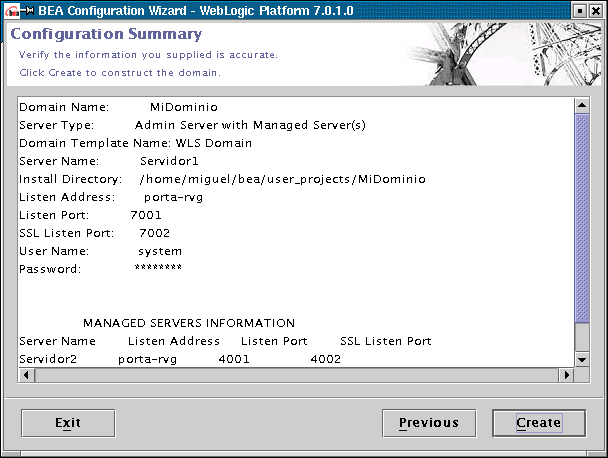 BEA Configuration Wizard - WebLogic Platform 7.0.1.0
Configuration Summary
Verify the information you supplied is accurate.
Click Create to construct the domain.
Domain Name: MiDominio
Server Type: Admin Server with Managed Server(s)
Domain Template Name: WLS Domain
Server Name: Servidor1
Install Directory: /home/miguel/bea/user_projects/MiDominio
Listen Address: porta-rvg
Listen Port: 7001
SSL Listen Port: 7002
User Name: system
Password: ********
MANAGED SERVERS INFORMATION
Server Name Listen Address Listen Port SSL Listen Port
Servidor2 porta-rvg 4001 4002
Exit Previous Create